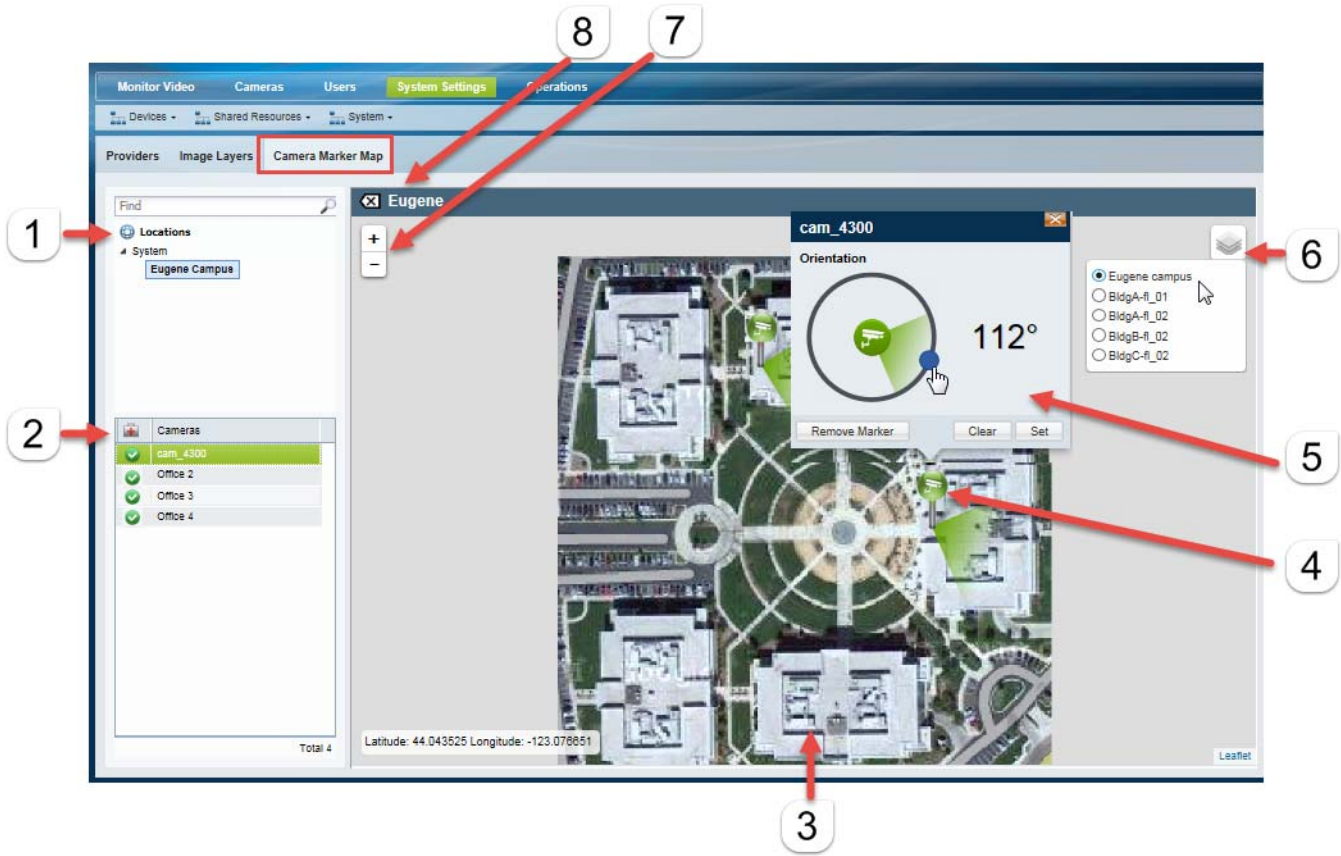 8 7
Monitor Video Cameras Users System Settings Operations
Devices Shared Resources System
Providers Image Layers Camera Marker Map
Find
Eugene
1
Locations
System
Eugene Campus
+
−
cam_4300
Orientation
112°
6
Eugene campus
BldgA-fl_01
BldgA-fl_02
BldgB-fl_02
BldgC-fl_02
Remove Marker Clear Set
2
Cameras
cam_4300
Office 2
Office 3
Office 4
5
4
Total 4
Latitude: 44.043525 Longitude: -123.076651
Leaflet
3